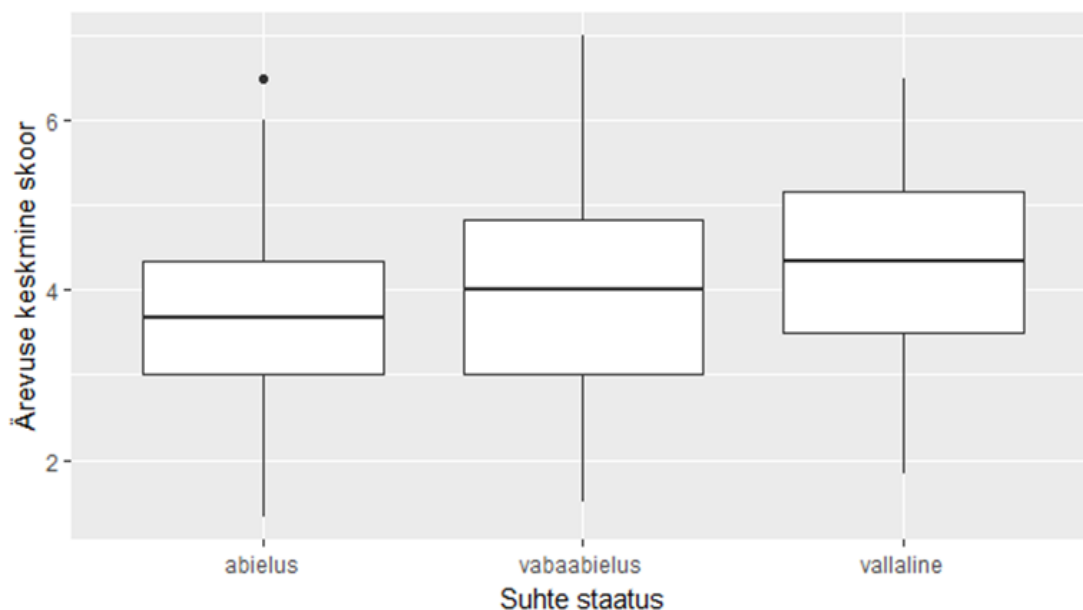 Ärevuse keskmine skoor
6
4
2
abielus
vabaabielus
vallaline
Suhte staatus